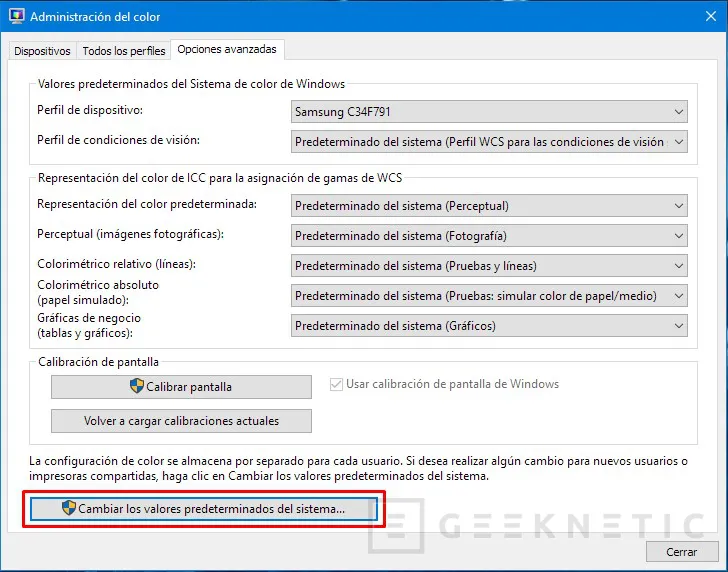 Administración del color
Dispositivos Todos los perfiles Opciones avanzadas
Valores predeterminados del Sistema de color de Windows
Perfil de dispositivo: Samsung C34F791
Perfil de condiciones de visión: Predeterminado del sistema (Perfil WCS para las condiciones de visión
Representación del color de ICC para la asignación de gamas de WCS
Representación del color predeterminada: Predeterminado del sistema (Perceptual)
Perceptual (imágenes fotográficas): Predeterminado del sistema (Fotografía)
Colorimétrico relativo (líneas): Predeterminado del sistema (Pruebas y líneas)
Colorimétrico absoluto
(papel simulado): Predeterminado del sistema (Pruebas: simular color de papel/medio)
Gráficas de negocio
(tablas y gráficos): Predeterminado del sistema (Gráficos)
Calibración de pantalla
Calibrar pantalla Usar calibración de pantalla de Windows
Volver a cargar calibraciones actuales
La configuración de color se almacena por separado para cada usuario. Si desea realizar algún cambio para nuevos usuarios o
impresoras compartidas, haga clic en Cambiar los valores predeterminados del sistema.
Cambiar los valores predeterminados del sistema...
GEEKNETIC
Cerrar